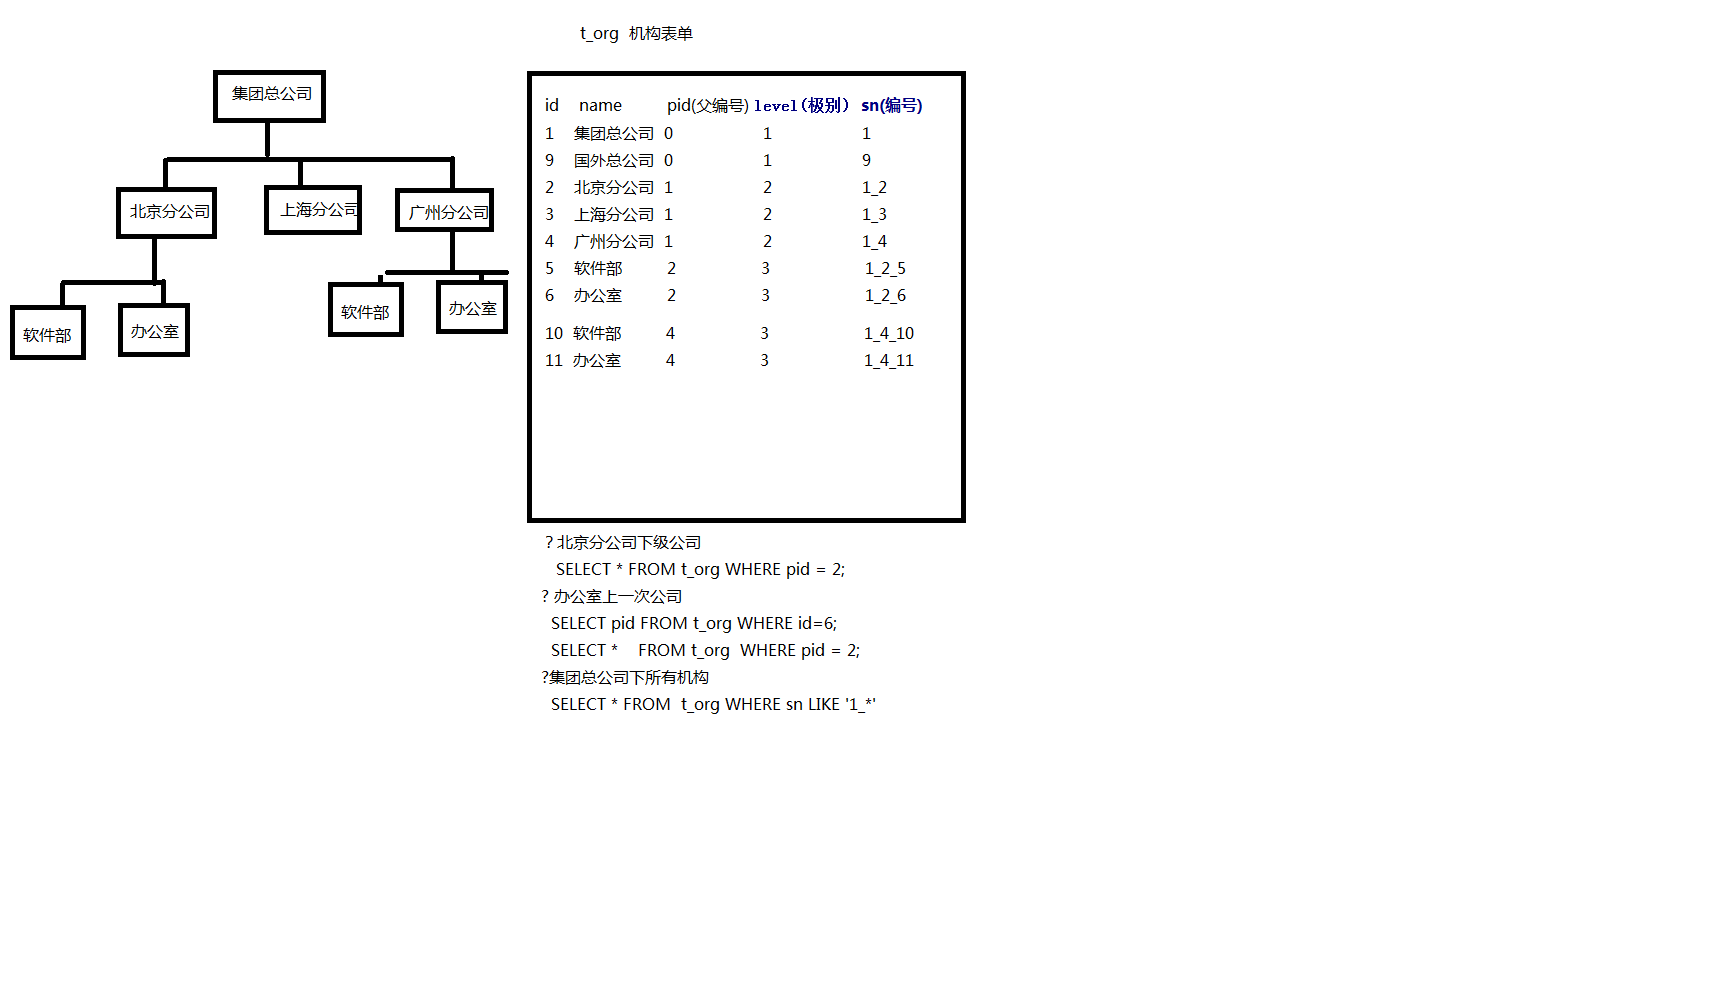 t_org 机构表单
集团总公司
北京分公司
上海分公司
广州分公司
软件部
办公室
软件部
办公室
id name pid(父编号) level(极别) sn(编号)
1 集团总公司 0 1 1
9 国外总公司 0 1 9
2 北京分公司 1 2 1_2
3 上海分公司 1 2 1_3
4 广州分公司 1 2 1_4
5 软件部 2 3 1_2_5
6 办公室 2 3 1_2_6
10 软件部 4 3 1_4_10
11 办公室 4 3 1_4_11
? 北京分公司下级公司
SELECT * FROM t_org WHERE pid = 2;
? 办公室上一次公司
SELECT pid FROM t_org WHERE id=6;
SELECT * FROM t_org WHERE pid = 2;
?集团总公司下所有机构
SELECT * FROM t_org WHERE sn LIKE '1_*'